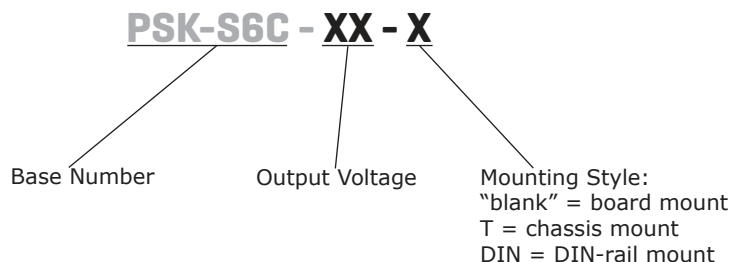 PSK-S6C - XX - X
Base Number
Output Voltage
Mounting Style:
“blank” = board mount
T = chassis mount
DIN = DIN-rail mount